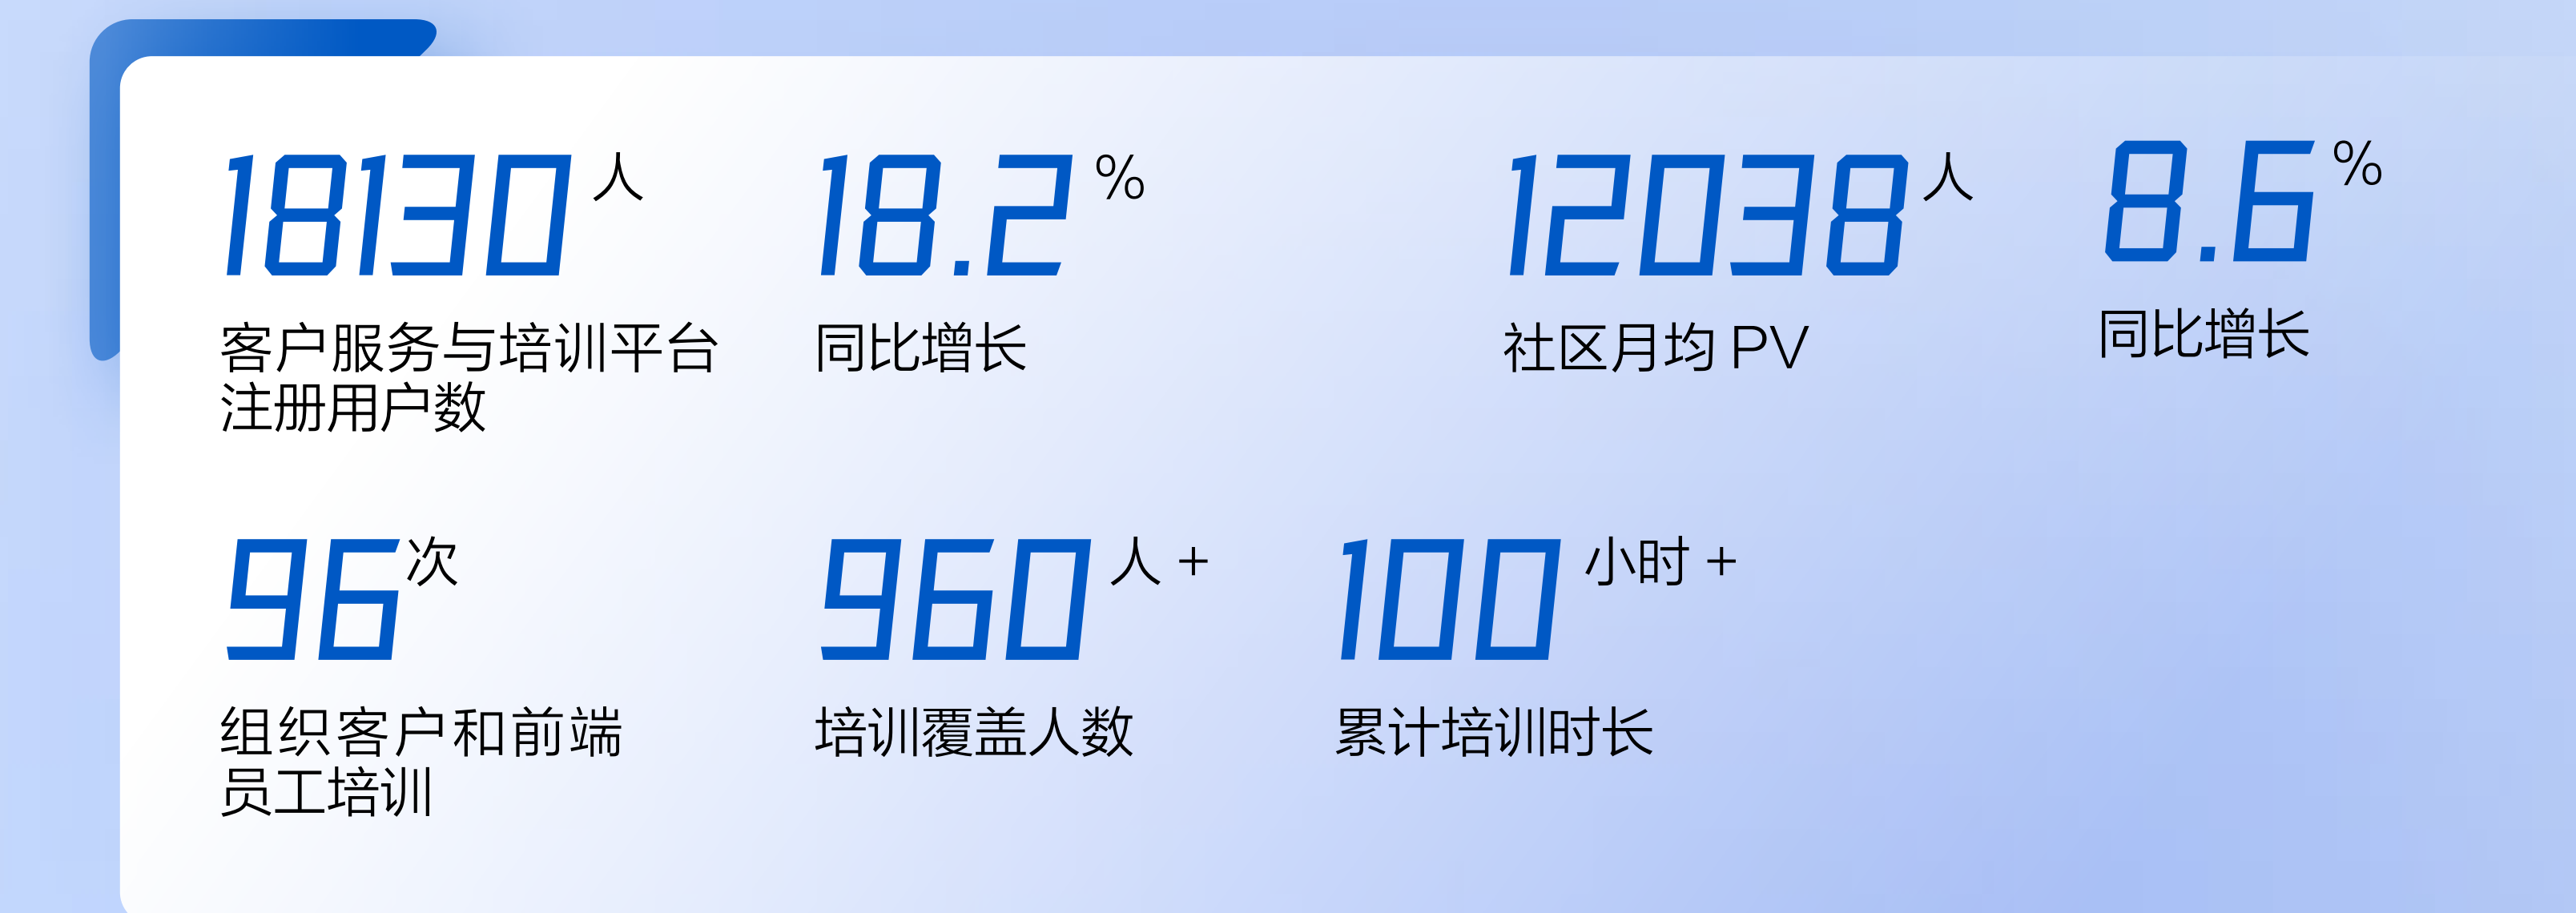 18130人
客户服务与培训平台
注册用户数
18.2%
同比增长
12038人
社区月均 PV
8.6%
同比增长
96次
组织客户和前端
员工培训
960人 +
培训覆盖人数
100小时 +
累计培训时长